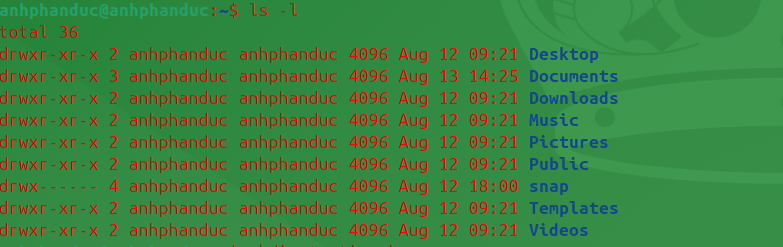 anhphanduc@anhphanduc:~$ ls -l
total 36
drwxr-xr-x 2 anhphanduc anhphanduc 4096 Aug 12 09:21 Desktop
drwxr-xr-x 3 anhphanduc anhphanduc 4096 Aug 13 14:25 Documents
drwxr-xr-x 2 anhphanduc anhphanduc 4096 Aug 12 09:21 Downloads
drwxr-xr-x 2 anhphanduc anhphanduc 4096 Aug 12 09:21 Music
drwxr-xr-x 2 anhphanduc anhphanduc 4096 Aug 12 09:21 Pictures
drwxr-xr-x 2 anhphanduc anhphanduc 4096 Aug 12 09:21 Public
drwx------ 4 anhphanduc anhphanduc 4096 Aug 12 18:00 snap
drwxr-xr-x 2 anhphanduc anhphanduc 4096 Aug 12 09:21 Templates
drwxr-xr-x 2 anhphanduc anhphanduc 4096 Aug 12 09:21 Videos